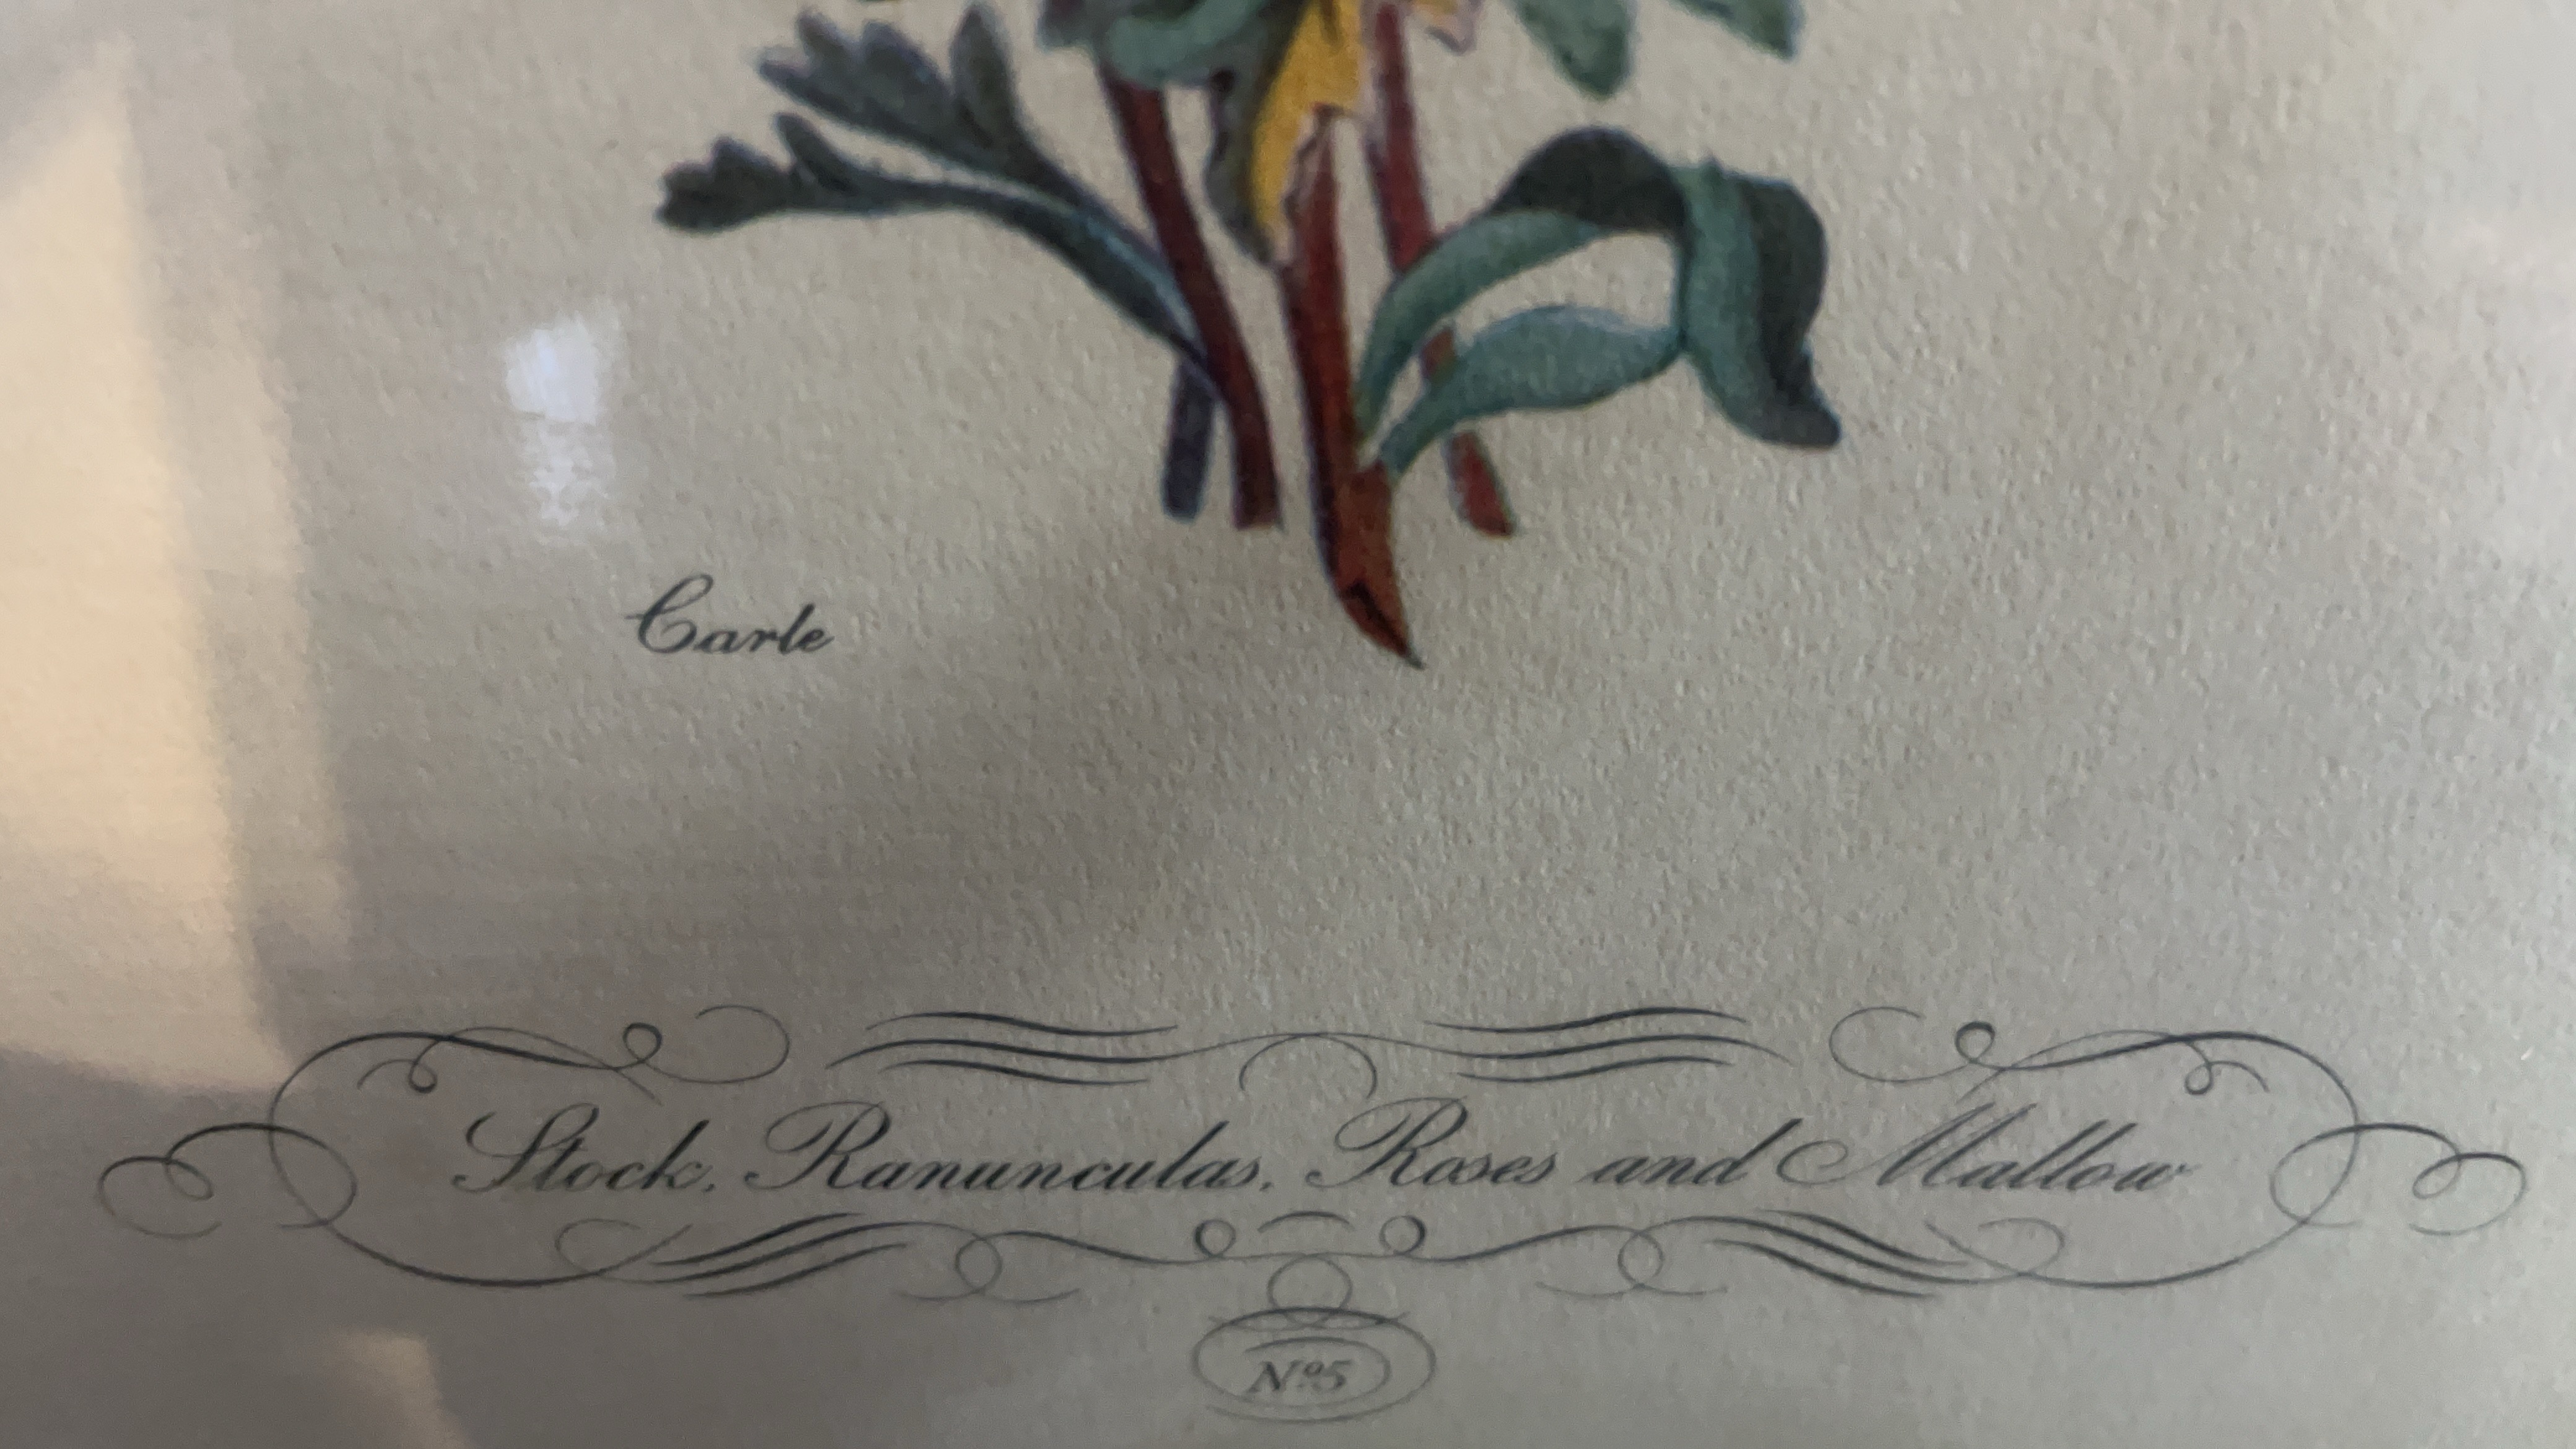 Carle
Stock, Ranunculas, Roses and Mallow
Nº5